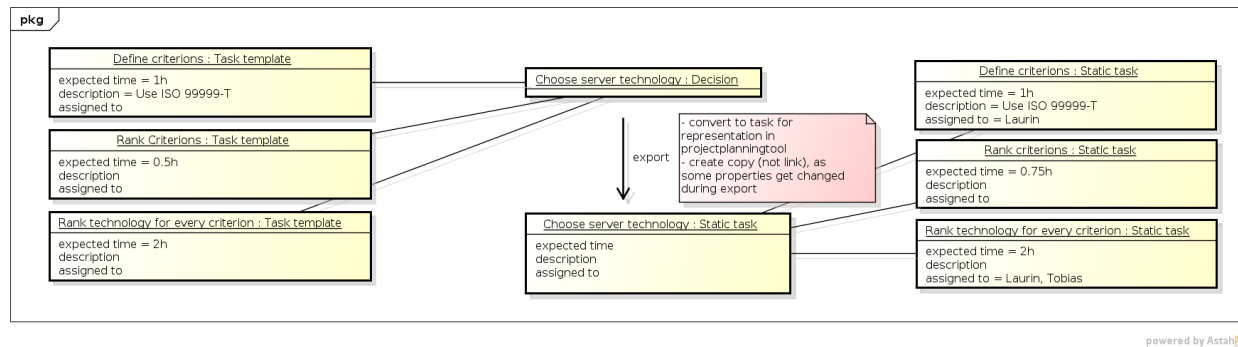 pkg
Define criterions : Task template
expected time = 1h
description = Use ISO 99999-T
assigned to
Rank Criterions : Task template
expected time = 0.5h
description
assigned to
Rank technology for every criterion : Task template
expected time = 2h
description
assigned to
Choose server technology : Decision
export
- convert to task for
representation in
projectplanningtool
- create copy (not link), as
some properties get changed
during export
Choose server technology : Static task
expected time
description
assigned to
Define criterions : Static task
expected time = 1h
description = Use ISO 99999-T
assigned to = Laurin
Rank criterions : Static task
expected time = 0.75h
description
assigned to
Rank technology for every criterion : Static task
expected time = 2h
description
assigned to = Laurin, Tobias
powered by Astah